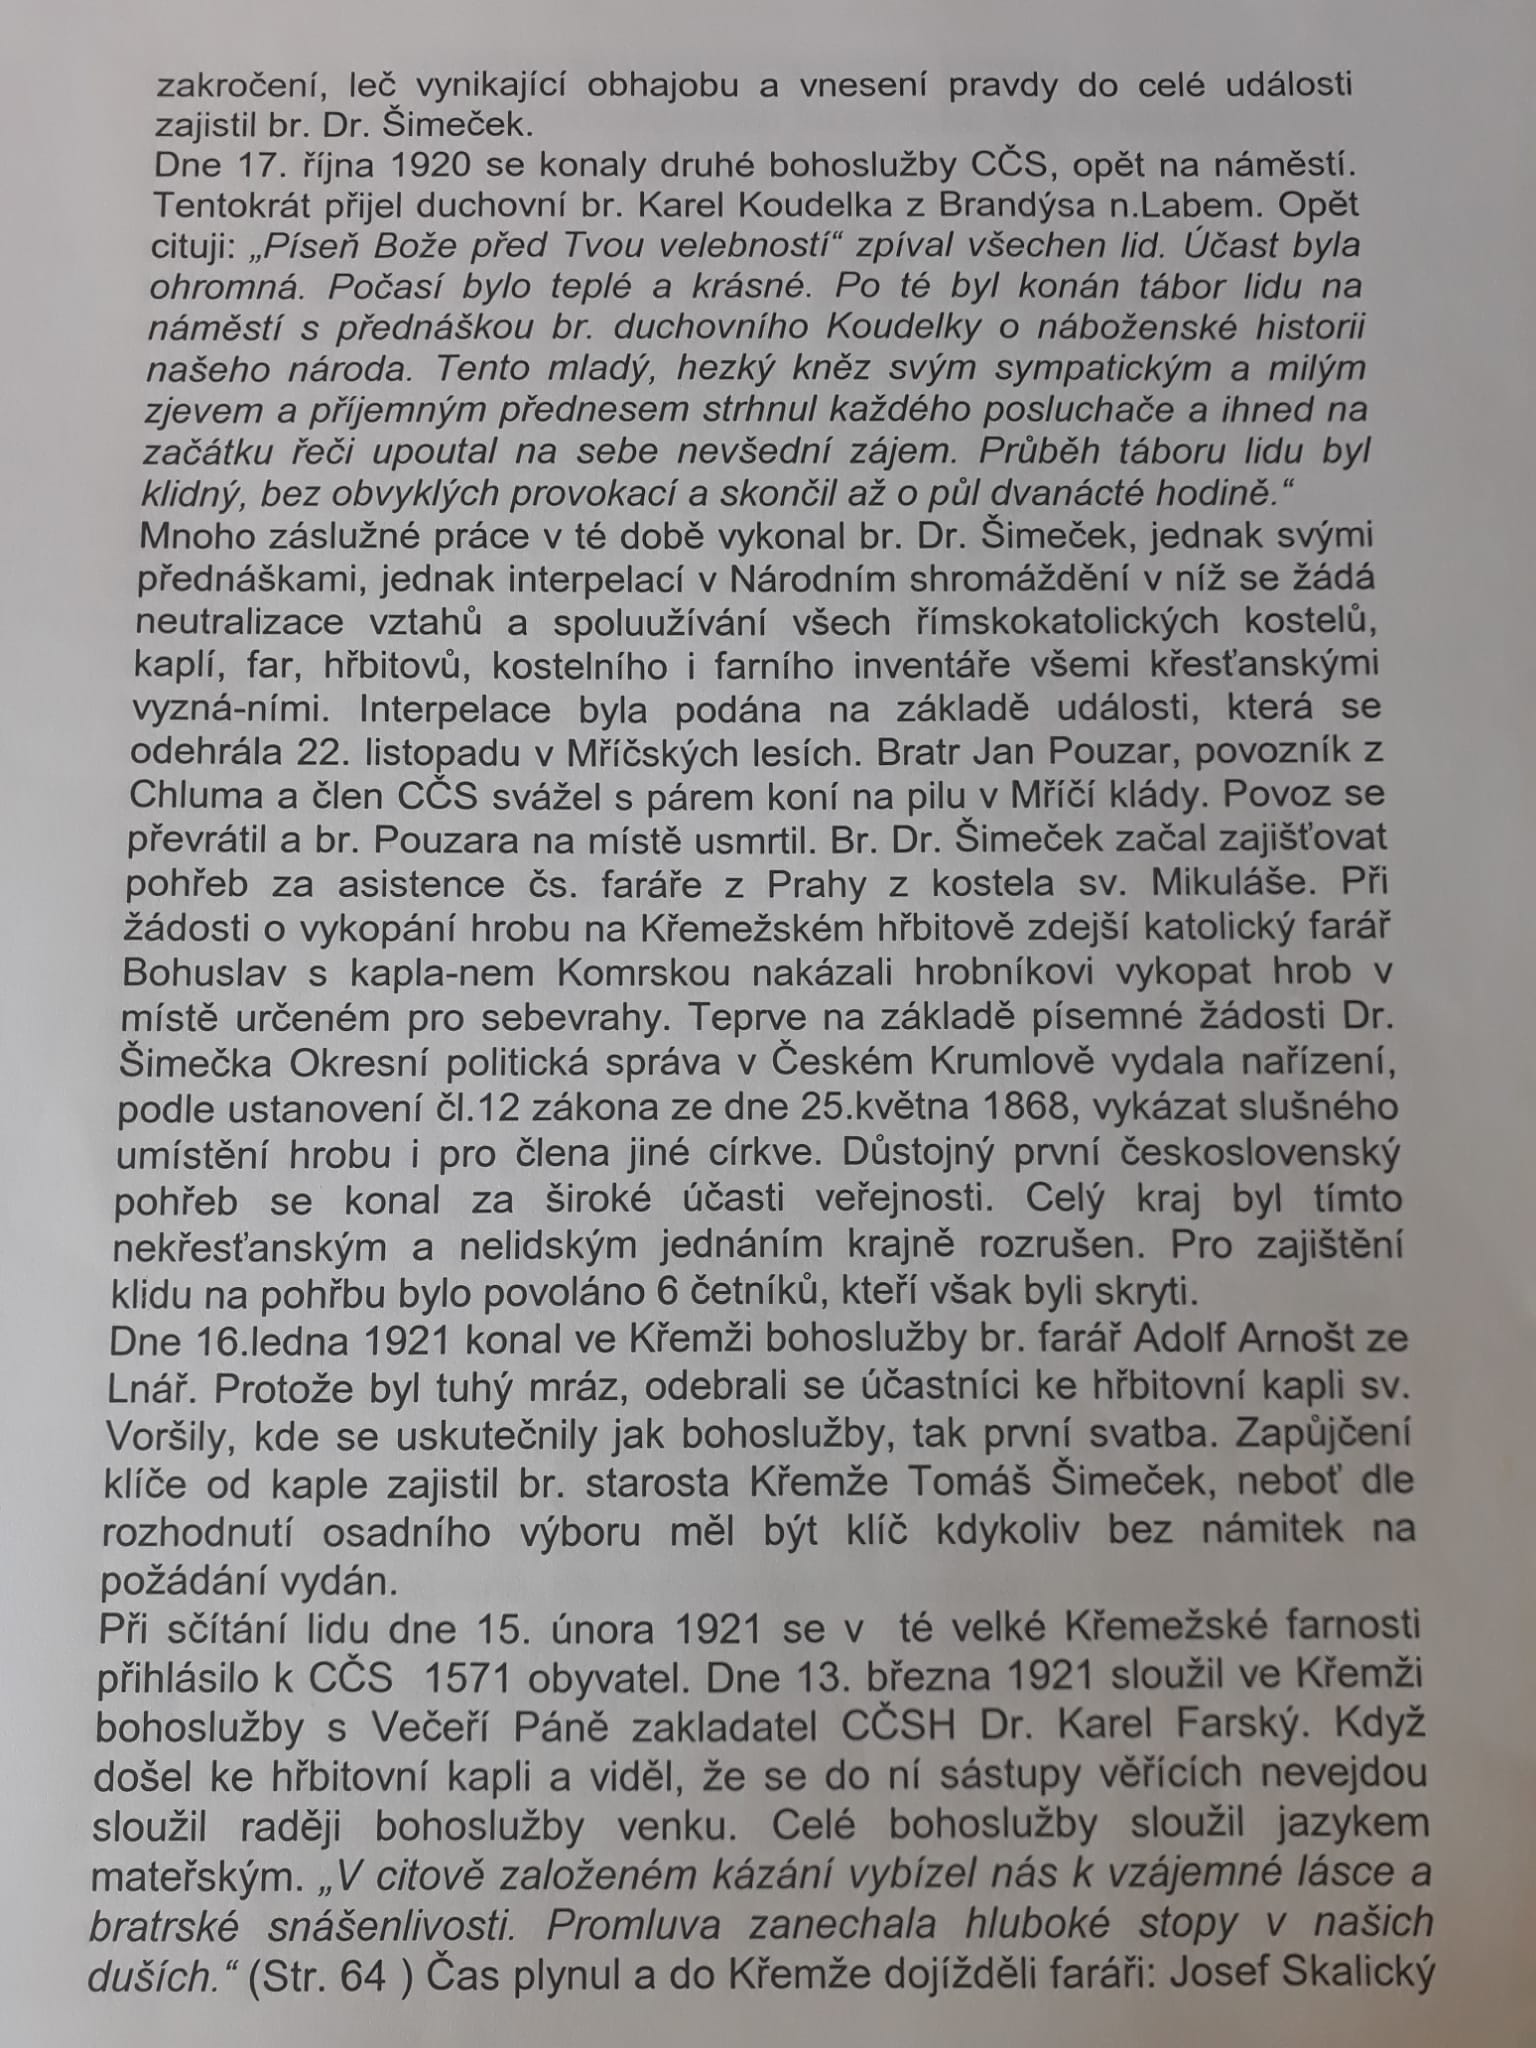 zakročení, leč vynikající obhajobu a vnesení pravdy do celé události
zajistil br. Dr. Šimeček.
Dne 17. října 1920 se konaly druhé bohoslužby CČS, opět na náměstí.
Tentokrát přijel duchovní br. Karel Koudelka z Brandýsa n.Labem. Opět
cituji: „Píseň Bože před Tvou velebností“ zpíval všechen lid. Účast byla
ohromná. Počasí bylo teplé a krásné. Po té byl konán tábor lidu na
náměstí s přednáškou br. duchovního Koudelky o náboženské historii
našeho národa. Tento mladý, hezký kněz svým sympatickým a milým
zjevem a příjemným přednesem strhnul každého posluchače a ihned na
začátku řeči upoutal na sebe nevšední zájem. Průběh táboru lidu byl
klidný, bez obvyklých provokací a skončil až o půl dvanácté hodině.“
Mnoho záslužné práce v té době vykonal br. Dr. Šimeček, jednak svými
přednáškami, jednak interpelací v Národním shromáždění v níž se žádá
neutralizace vztahů a spoluužívání všech římskokatolických kostelů,
kaplí, far, hřbitovů, kostelního i farního inventáře všemi křesťanskými
vyzná-ními. Interpelace byla podána na základě události, která se
odehrála 22. listopadu v Mříčských lesích. Bratr Jan Pouzar, povozník z
Chluma a člen CČS svážel s párem koní na pilu v Mříčí klády. Povoz se
převrátil a br. Pouzara na místě usmrtil. Br. Dr. Šimeček začal zajišťovat
pohřeb za asistence čs. faráře z Prahy z kostela sv. Mikuláše. Při
žádosti o vykopání hrobu na Křemežském hřbitově zdejší katolický farář
Bohuslav s kapla-nem Komrskou nakázali hrobníkovi vykopat hrob v
místě určeném pro sebevrahy. Teprve na základě písemné žádosti Dr.
Šimečka Okresní politická správa v Českém Krumlově vydala nařízení,
podle ustanovení čl.12 zákona ze dne 25.května 1868, vykázat slušného
umístění hrobu i pro člena jiné církve. Důstojný první československý
pohřeb se konal za široké účasti veřejnosti. Celý kraj byl tímto
nekřesťanským a nelidským jednáním krajně rozrušen. Pro zajištění
klidu na pohřbu bylo povoláno 6 četníků, kteří však byli skryti.
Dne 16.ledna 1921 konal ve Křemži bohoslužby br. farář Adolf Arnošt ze
Lnář. Protože byl tuhý mráz, odebrali se účastníci ke hřbitovní kapli sv.
Voršily, kde se uskutečnily jak bohoslužby, tak první svatba. Zapůjčení
klíče od kaple zajistil br. starosta Křemže Tomáš Šimeček, neboť dle
rozhodnutí osadního výboru měl být klíč kdykoliv bez námitek na
požádání vydán.
Při sčítání lidu dne 15. února 1921 se v té velké Křemežské farnosti
přihlásilo k CČS 1571 obyvatel. Dne 13. března 1921 sloužil ve Křemži
bohoslužby s Večeří Páně zakladatel CČSH Dr. Karel Farský. Když
došel ke hřbitovní kapli a viděl, že se do ní sástupy věřících nevejdou
sloužil raději bohoslužby venku. Celé bohoslužby sloužil jazykem
mateřským. „V citově založeném kázání vybízel nás k vzájemné lásce a
bratrské snášenlivosti. Promluva zanechala hluboké stopy v našich
duších.“ (Str. 64 ) Čas plynul a do Křemže dojížděli faráři: Josef Skalický